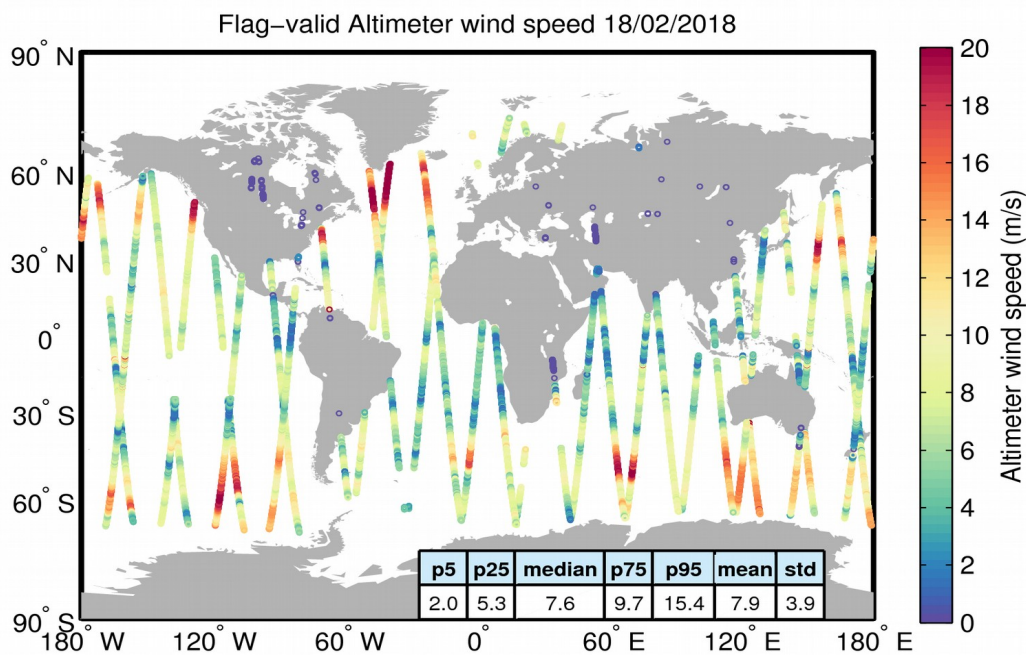 Flag−valid Altimeter wind speed 18/02/2018
90° N
60° N
30° N
0°
30° S
60° S
90° S
180° W
120° W
60° W
0°
60° E
120° E
180° E
p5 p25 median p75 p95 mean std
2.0 5.3 7.6 9.7 15.4 7.9 3.9
20
18
16
14
12
10
8
6
4
2
0
Altimeter wind speed (m/s)